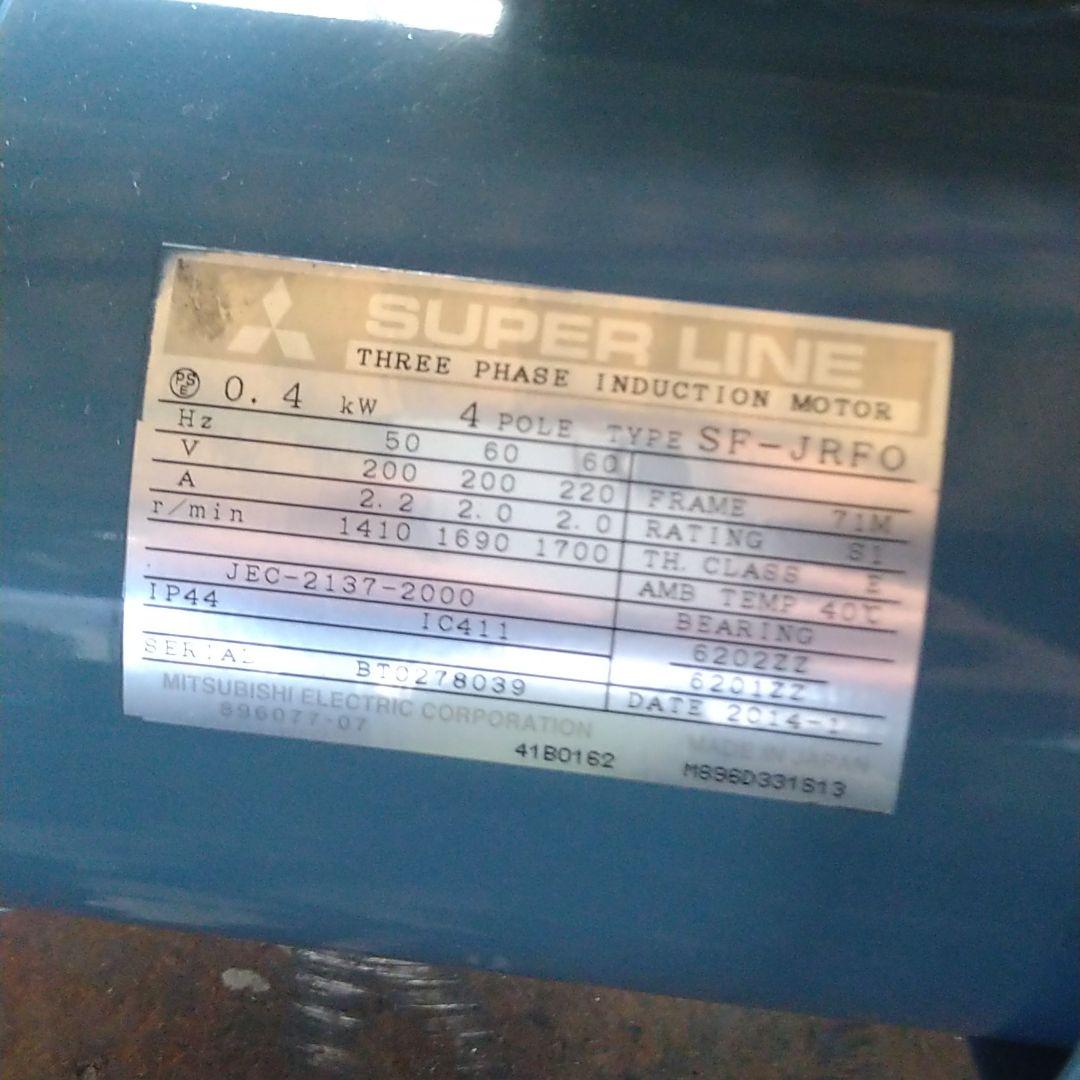 SUPER LINE
THREE PHASE INDUCTION MOTOR
PSE 0.4 kW 4 POLE TYPE SF-JRFO
Hz 50 60 60
V 200 200 220 FRAME 71M
A 2.2 2.0 2.0 RATING S1
r/min 1410 1690 1700 TH. CLASS E
AMB TEMP 40℃
JEC-2137-2000 BEARING
IP44 IC411 6202ZZ
6201ZZ
SERIAL BT0278039 DATE 2014-1
MITSUBISHI ELECTRIC CORPORATION MADE IN JAPAN
896077-07 41B0162 M896D331S13